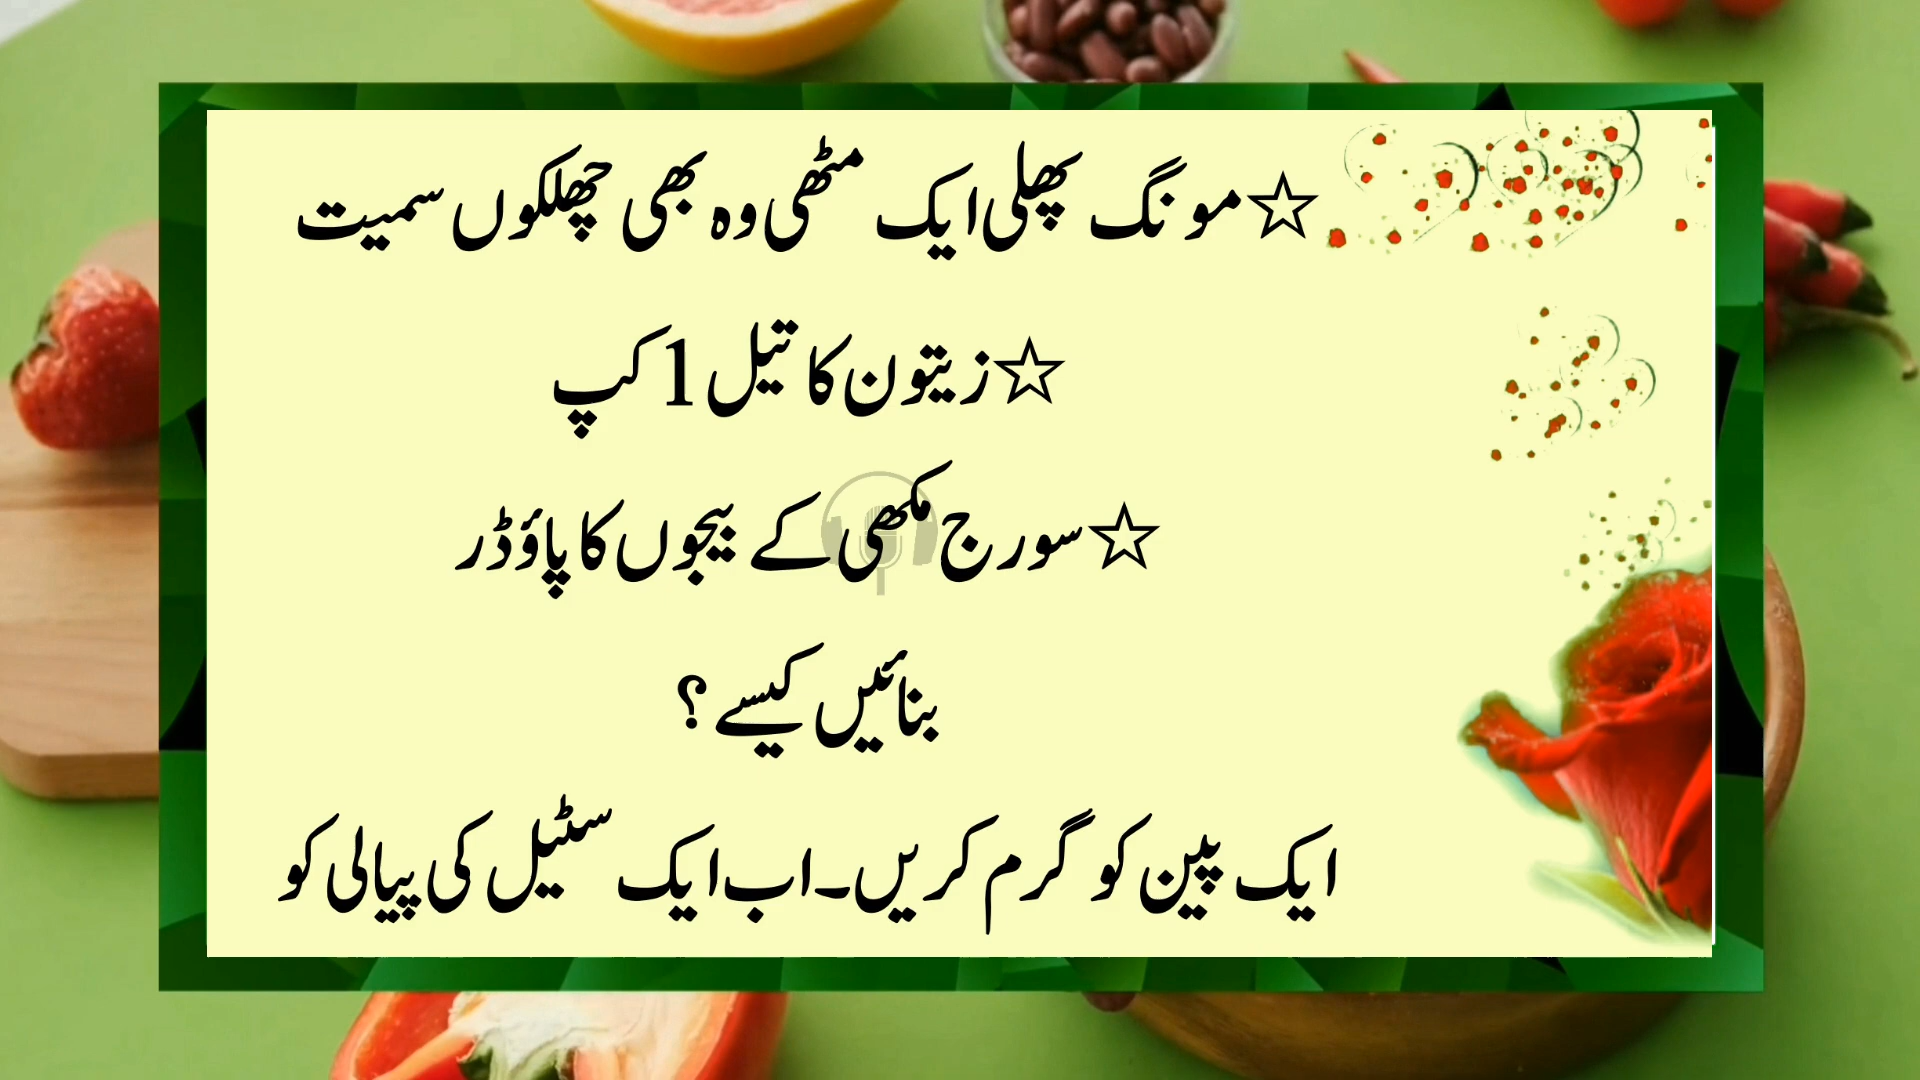 ☆مونگ پھلی ایک مٹھی وہ بھی چھلکوں سمیت
☆زیتون کا تیل 1 کپ
☆سورج مکھی کے بیجوں کا پاؤڈر
بنائیں کیسے؟
ایک پین کو گرم کریں۔اب ایک سٹیل کی پیالی کو